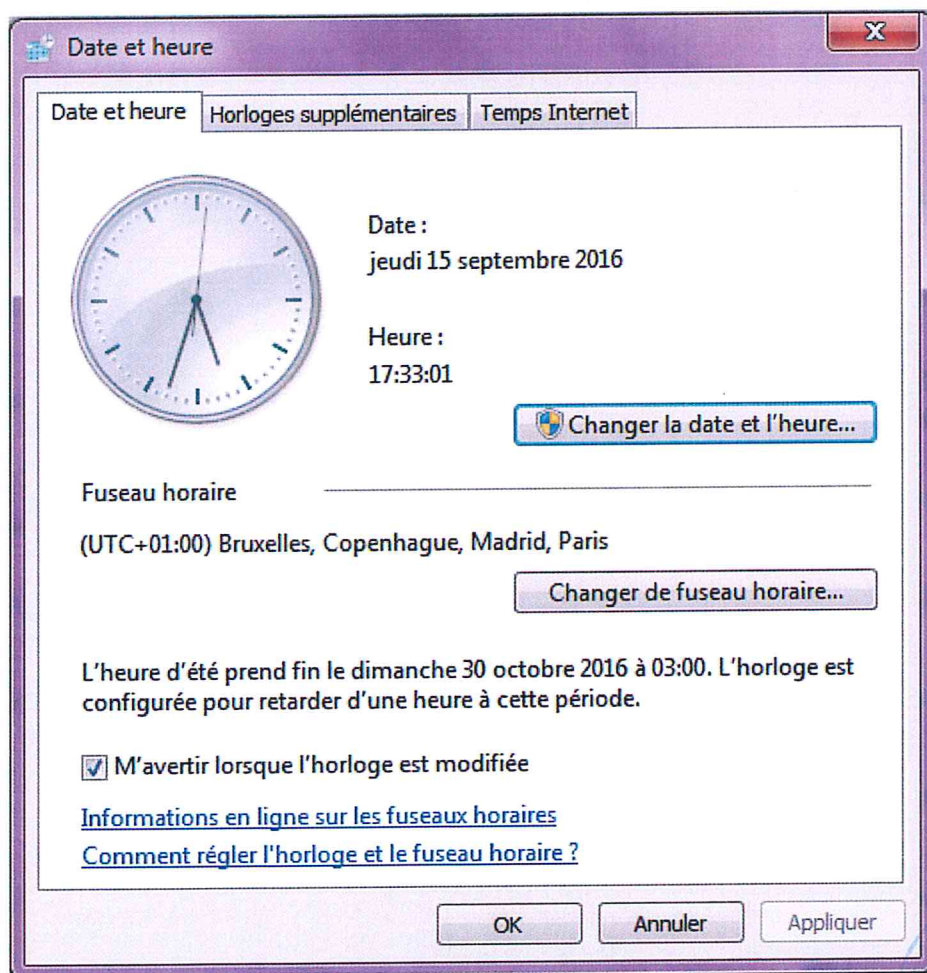 Date et heure
Date et heure
Horloges supplémentaires
Temps Internet
Date :
jeudi 15 septembre 2016
Heure :
17:33:01
Changer la date et l'heure...
Fuseau horaire
(UTC+01:00) Bruxelles, Copenhague, Madrid, Paris
Changer de fuseau horaire...
L'heure d'été prend fin le dimanche 30 octobre 2016 à 03:00. L'horloge est
configurée pour retarder d'une heure à cette période.
M'avertir lorsque l'horloge est modifiée
Informations en ligne sur les fuseaux horaires
Comment régler l'horloge et le fuseau horaire ?
OK
Annuler
Appliquer